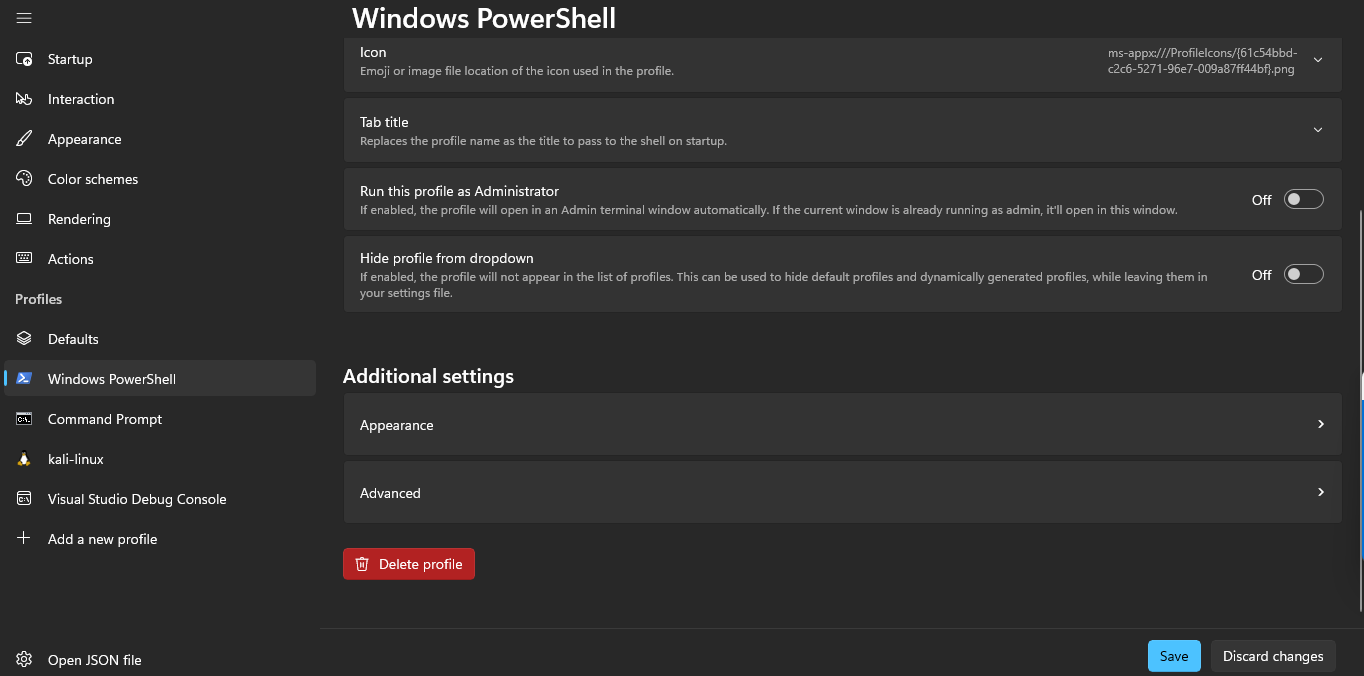 Windows PowerShell
Startup
Interaction
Appearance
Color schemes
Rendering
Actions
Profiles
Defaults
Windows PowerShell
Command Prompt
kali-linux
Visual Studio Debug Console
Add a new profile
Open JSON file
Icon
Emoji or image file location of the icon used in the profile.
ms-appx:///ProfileIcons/{61c54bbd-
c2c6-5271-96e7-009a87ff44bf}.png
Tab title
Replaces the profile name as the title to pass to the shell on startup.
Run this profile as Administrator
If enabled, the profile will open in an Admin terminal window automatically. If the current window is already running as admin, it'll open in this window.
Off
Hide profile from dropdown
If enabled, the profile will not appear in the list of profiles. This can be used to hide default profiles and dynamically generated profiles, while leaving them in
your settings file.
Off
Additional settings
Appearance
Advanced
Delete profile
Save
Discard changes